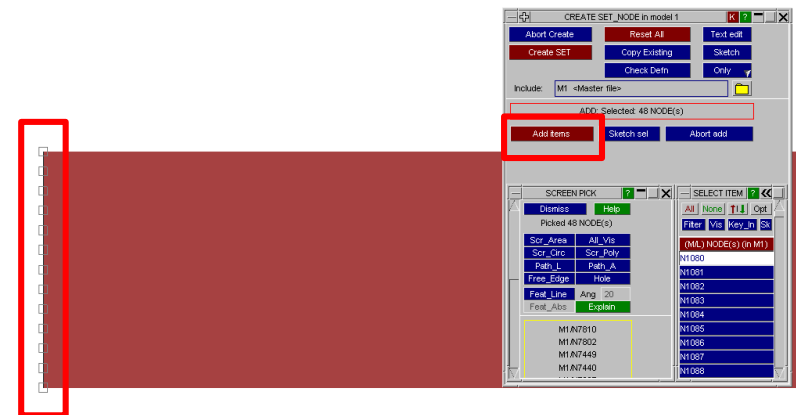 CREATE SET_NODE in model 1 K ?
Abort Create Reset All Text edit
Create SET Copy Existing Sketch
Check Defn Only
Include: M1 <Master file>
ADD: Selected: 48 NODE(s)
Add items Sketch sel Abort add
SCREEN PICK ?
Dismiss Help
Picked 48 NODE(s)
Scr_Area All_Vis
Scr_Circ Scr_Poly
Path_L Path_A
Free_Edge Hole
Feat_Line Ang 20
Feat_Abs Explain
M1/N7810
M1/N7802
M1/N7449
M1/N7440
SELECT ITEM ?
All None Opt
Filter Vis Key_In Sk
(M/L) NODE(s) (in M1)
N1080
N1081
N1082
N1083
N1084
N1085
N1086
N1087
N1088